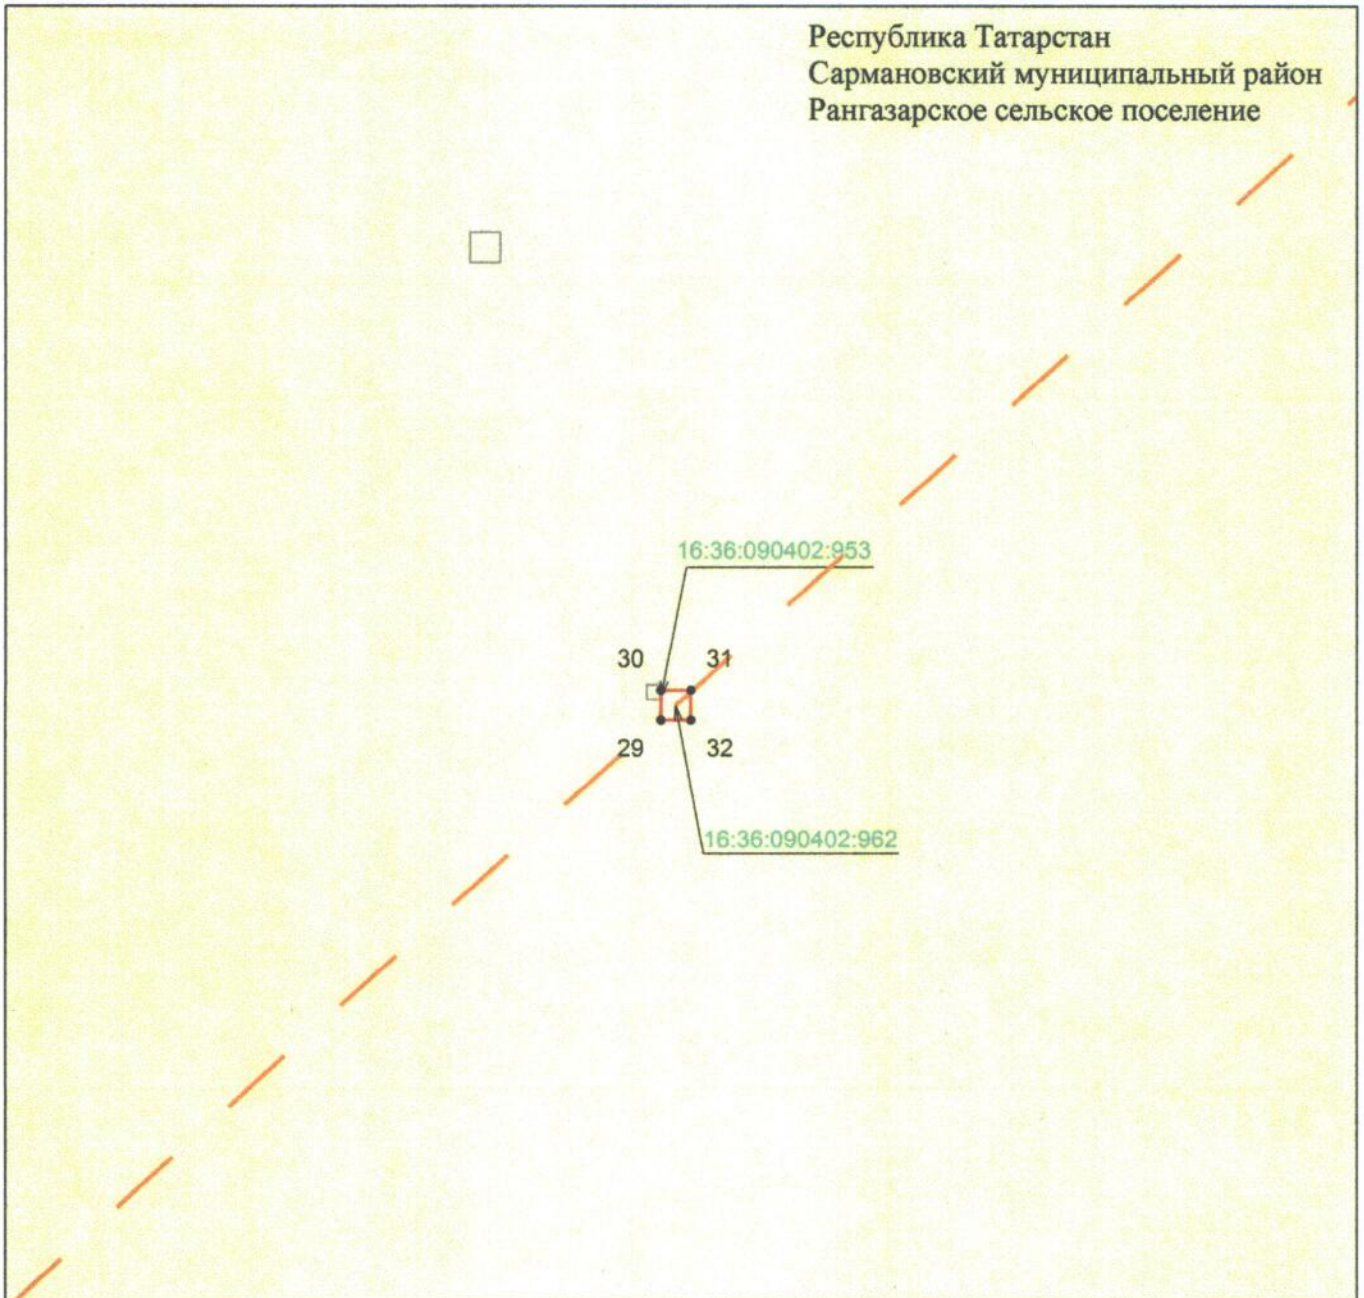 Республика Татарстан
Сармановский муниципальный район
Рангазарское сельское поселение
16:36:090402:953
30 31
29 32
16:36:090402:962